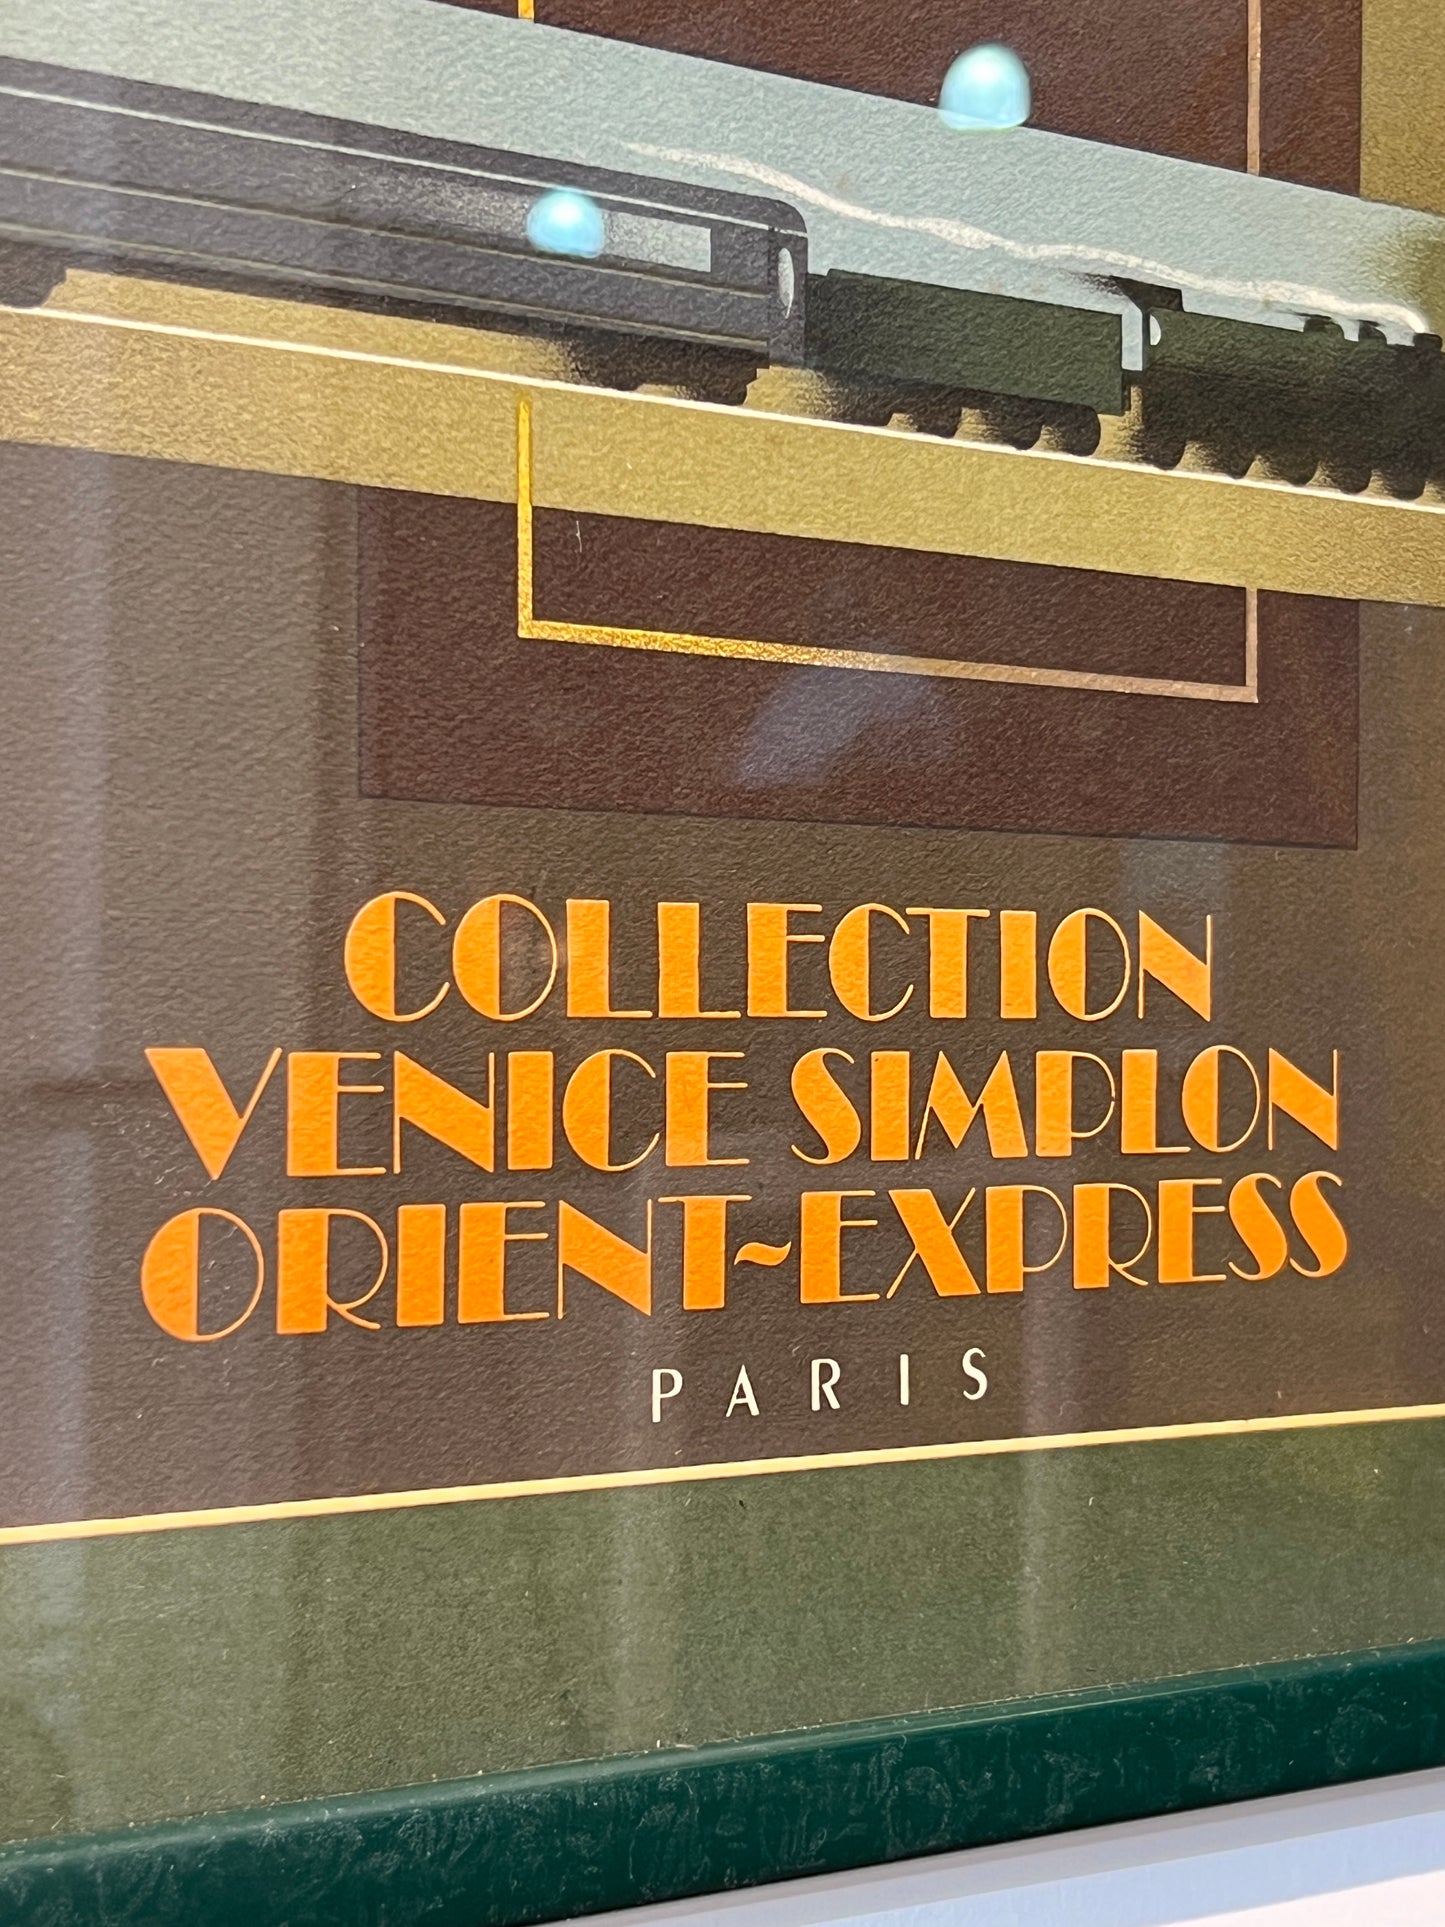 COLLECTION
VENICE SIMPLON
ORIENT~EXPRESS
PARIS